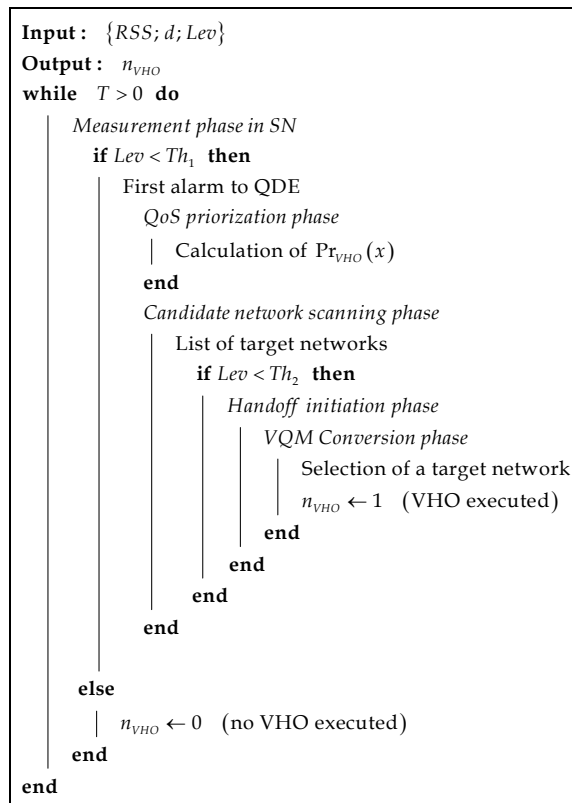 Input : {RSS; d; Lev}
Output : n_VHO
while T > 0 do
Measurement phase in SN
if Lev < Th_1 then
First alarm to QDE
QoS priorization phase
Calculation of Pr_VHO(x)
end
Candidate network scanning phase
List of target networks
if Lev < Th_2 then
Handoff initiation phase
VQM Conversion phase
Selection of a target network
n_VHO ← 1 (VHO executed)
end
end
end
end
else
n_VHO ← 0 (no VHO executed)
end
end